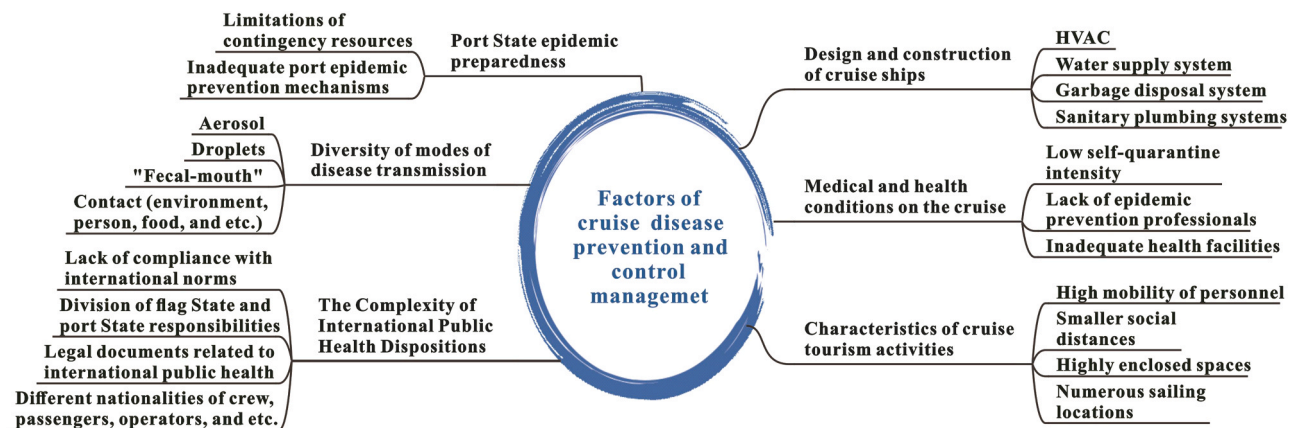 Limitations of
contingency resources
Inadequate port epidemic
prevention mechanisms
Port State epidemic
preparedness
Aerosol
Droplets
"Fecal-mouth"
Contact (environment,
person, food, and etc.)
Diversity of modes of
disease transmission
Lack of compliance with
international norms
Division of flag State and
port State responsibilities
Legal documents related to
international public health
Different nationalities of crew,
passengers, operators, and etc.
The Complexity of
International Public
Health Dispositions
Factors of
cruise disease
prevention and
control
managemet
Design and construction
of cruise ships
HVAC
Water supply system
Garbage disposal system
Sanitary plumbing systems
Medical and health
conditions on the cruise
Low self-quarantine
intensity
Lack of epidemic
prevention professionals
Inadequate health facilities
Characteristics of cruise
tourism activities
High mobility of personnel
Smaller social
distances
Highly enclosed spaces
Numerous sailing
locations